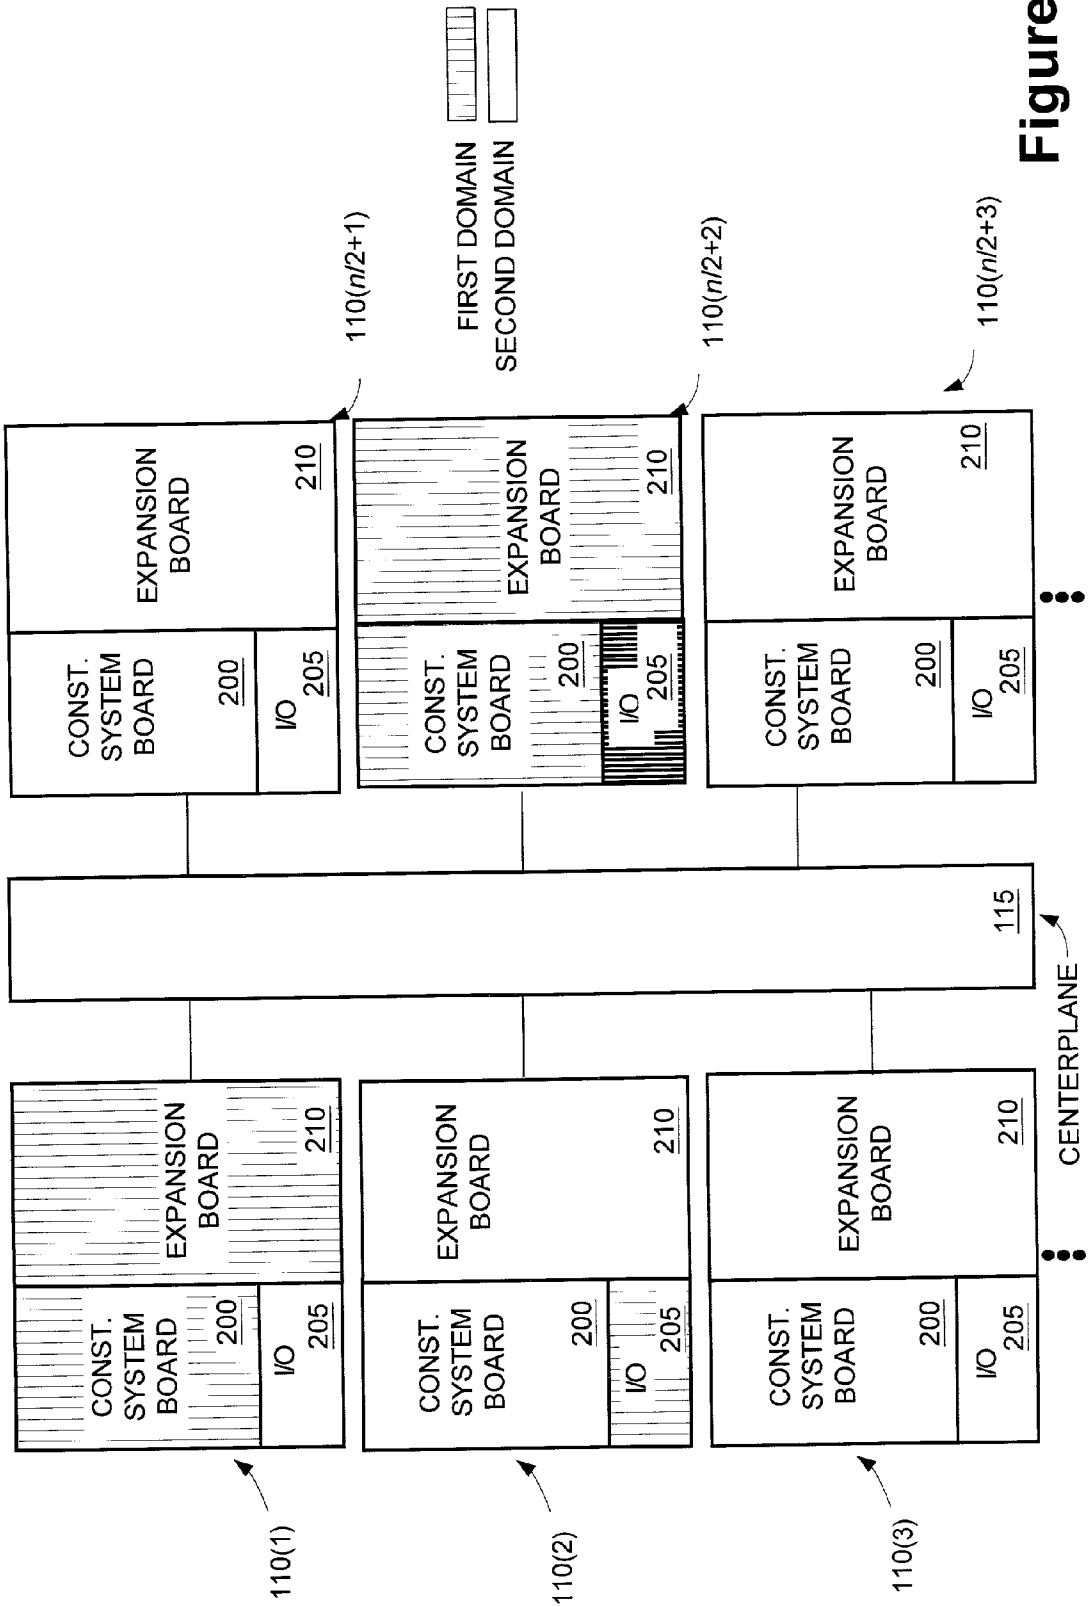 FIRST DOMAIN
SECOND DOMAIN
110(n/2+1)
110(n/2+2)
110(n/2+3)
EXPANSION
BOARD
210
CONST.
SYSTEM
BOARD
200
I/O
205
EXPANSION
BOARD
210
CONST.
SYSTEM
BOARD
200
I/O
205
EXPANSION
BOARD
210
CONST.
SYSTEM
BOARD
200
I/O
205
115
CENTERPLANE
EXPANSION
BOARD
210
CONST.
SYSTEM
BOARD
200
I/O
205
EXPANSION
BOARD
210
CONST.
SYSTEM
BOARD
200
I/O
205
EXPANSION
BOARD
210
CONST.
SYSTEM
BOARD
200
I/O
205
110(1)
110(2)
110(3)
Figure